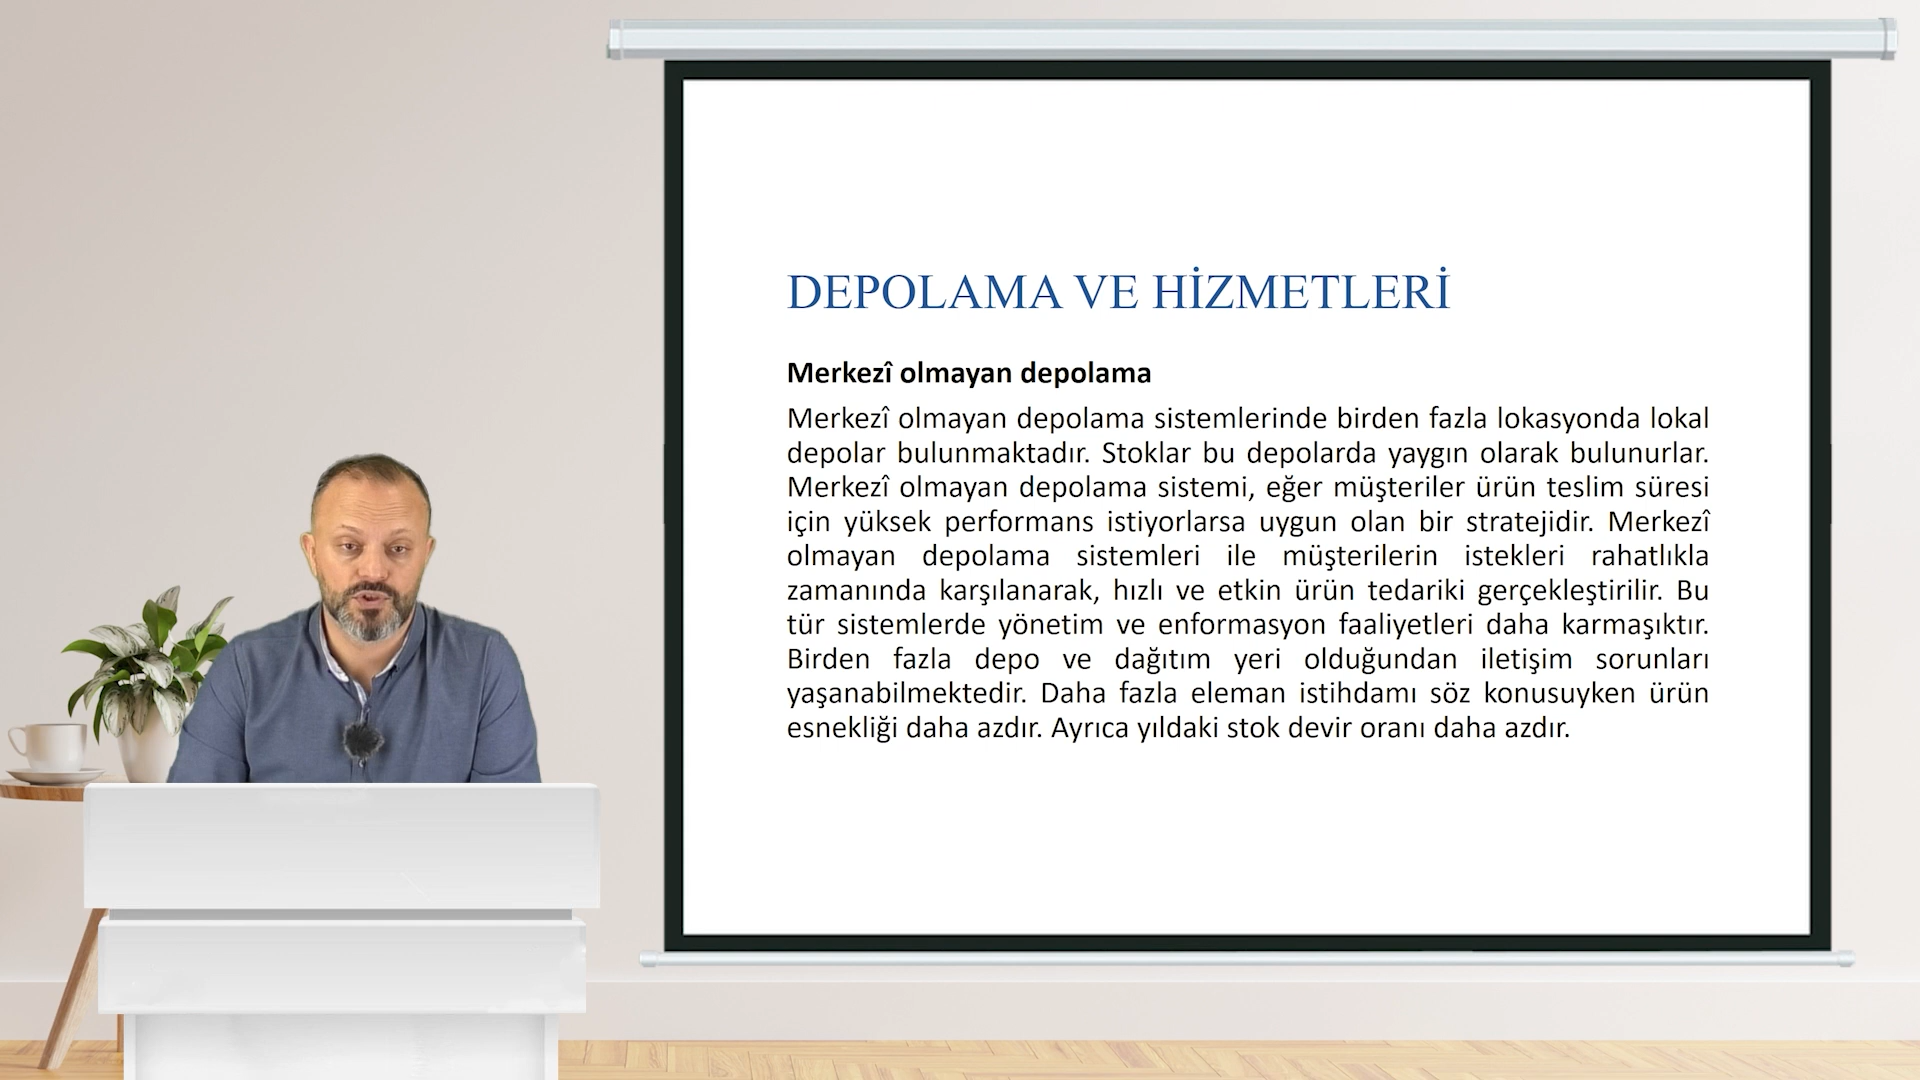 DEPOLAMA VE HİZMETLERİ
Merkezî olmayan depolama
Merkezî olmayan depolama sistemlerinde birden fazla lokasyonda lokal
depolar bulunmaktadır. Stoklar bu depolarda yaygın olarak bulunurlar.
Merkezî olmayan depolama sistemi, eğer müşteriler ürün teslim süresi
için yüksek performans istiyorlarsa uygun olan bir stratejidir. Merkezî
olmayan depolama sistemleri ile müşterilerin istekleri rahatlıkla
zamanında karşılanarak, hızlı ve etkin ürün tedariki gerçekleştirilir. Bu
tür sistemlerde yönetim ve enformasyon faaliyetleri daha karmaşıktır.
Birden fazla depo ve dağıtım yeri olduğundan iletişim sorunları
yaşanabilmektedir. Daha fazla eleman istihdamı söz konusuyken ürün
esnekliği daha azdır. Ayrıca yıldaki stok devir oranı daha azdır.